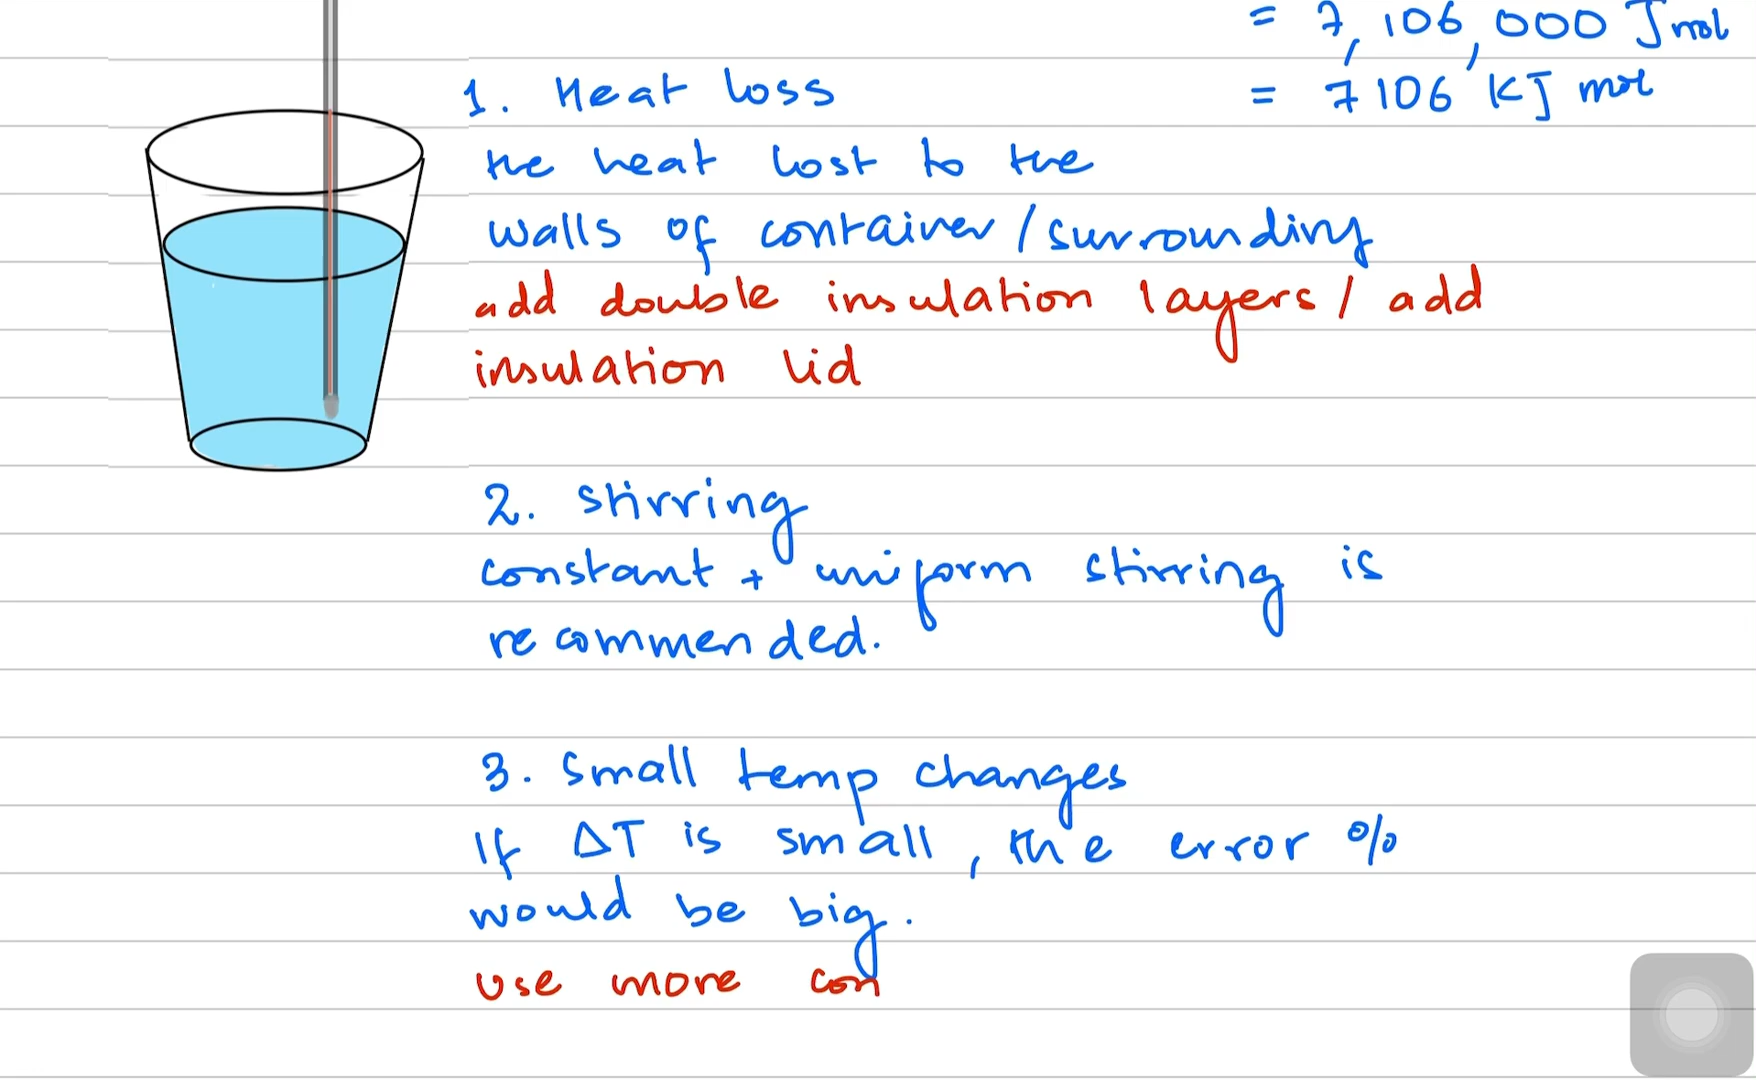 = 7,106,000 J mol
= 7106 KJ mol
1. Heat loss
the heat lost to the
walls of container / surrounding
add double insulation layers / add
insulation lid
2. stirring
constant + uniform stirring is
recommended.
3. Small temp changes
If ΔT is small, the error %
would be big.
use more con